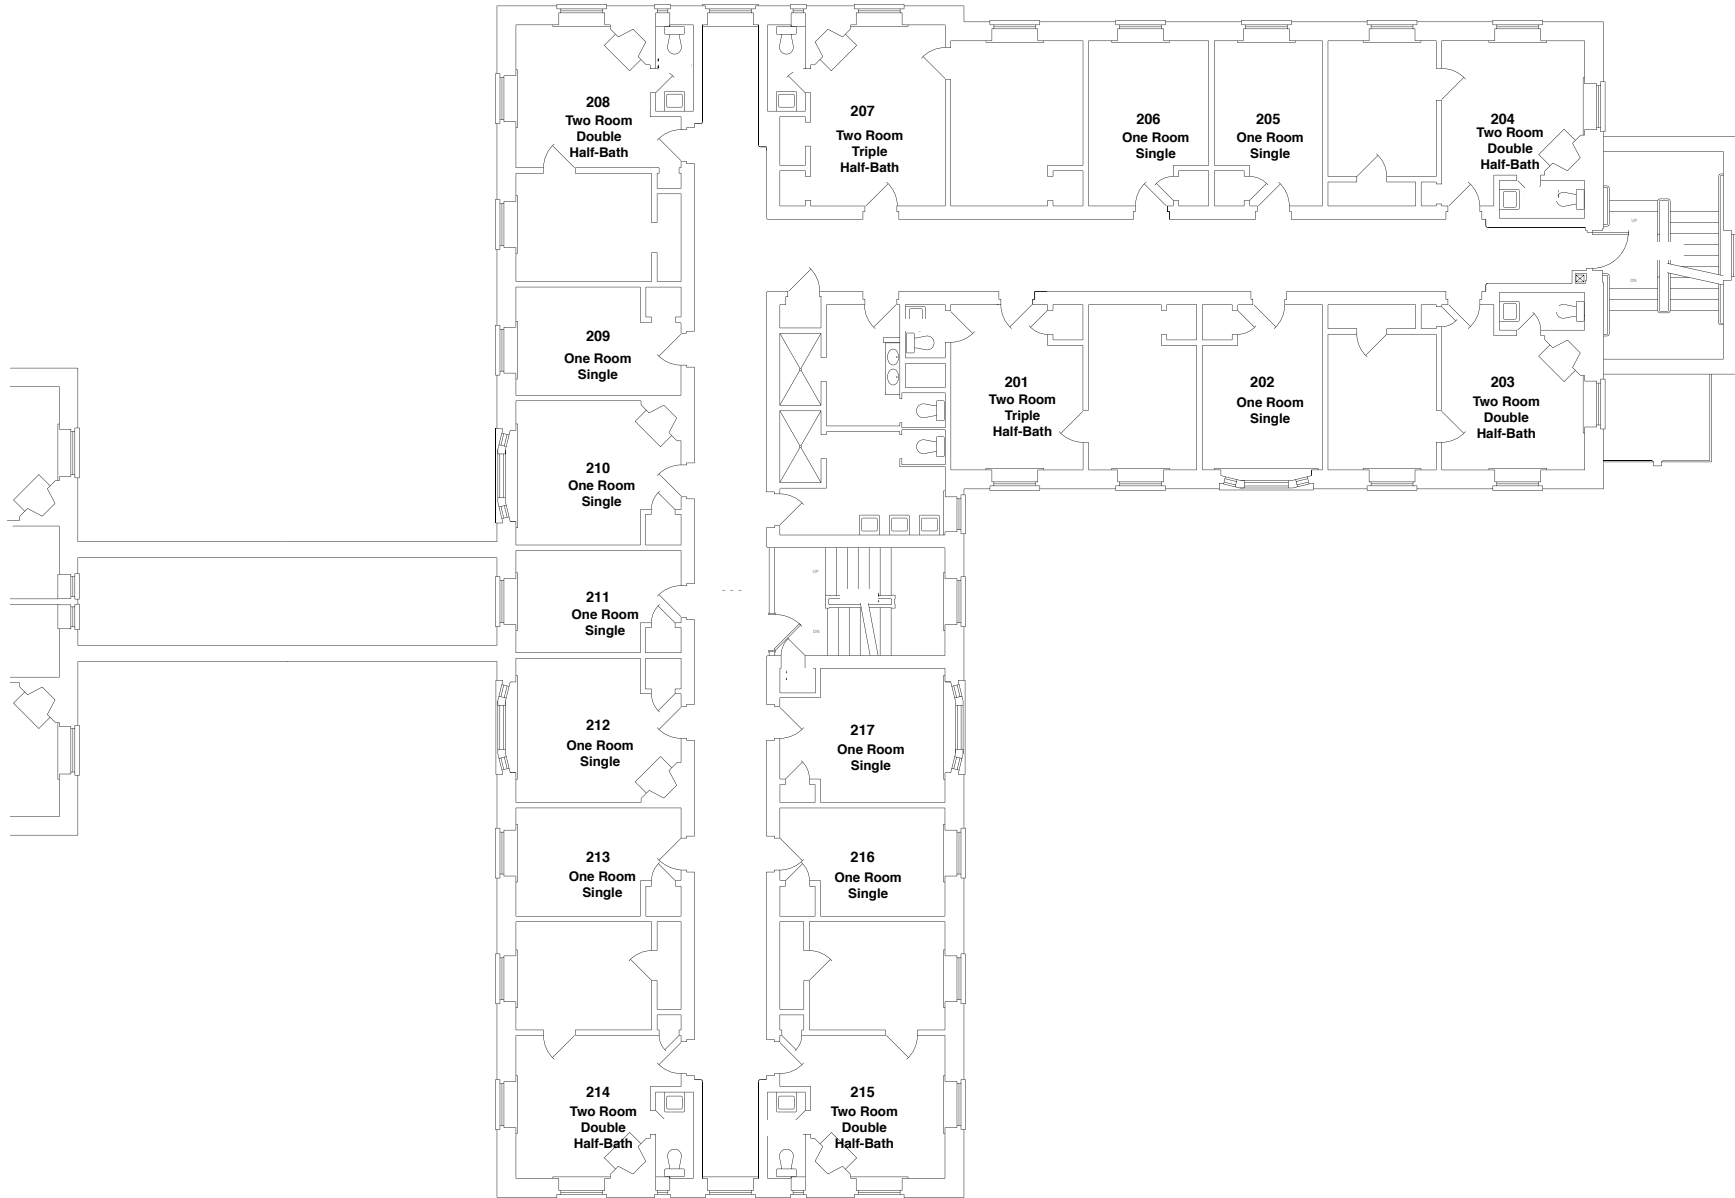 208
Two Room
Double
Half-Bath
207
Two Room
Triple
Half-Bath
206
One Room
Single
205
One Room
Single
204
Two Room
Double
Half-Bath
UP
DN
209
One Room
Single
201
Two Room
Triple
Half-Bath
202
One Room
Single
203
Two Room
Double
Half-Bath
210
One Room
Single
211
One Room
Single
UP
DN
212
One Room
Single
217
One Room
Single
213
One Room
Single
216
One Room
Single
214
Two Room
Double
Half-Bath
215
Two Room
Double
Half-Bath